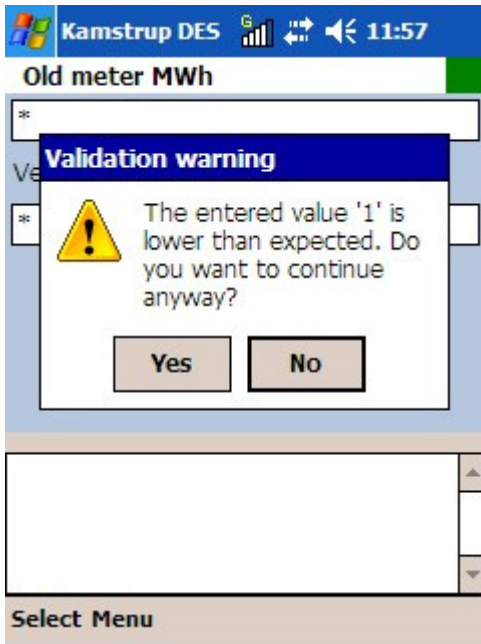 Kamstrup DES G 11:57
Old meter MWh
*
Ve
*
Validation warning
The entered value '1' is
lower than expected. Do
you want to continue
anyway?
Yes No
Select Menu